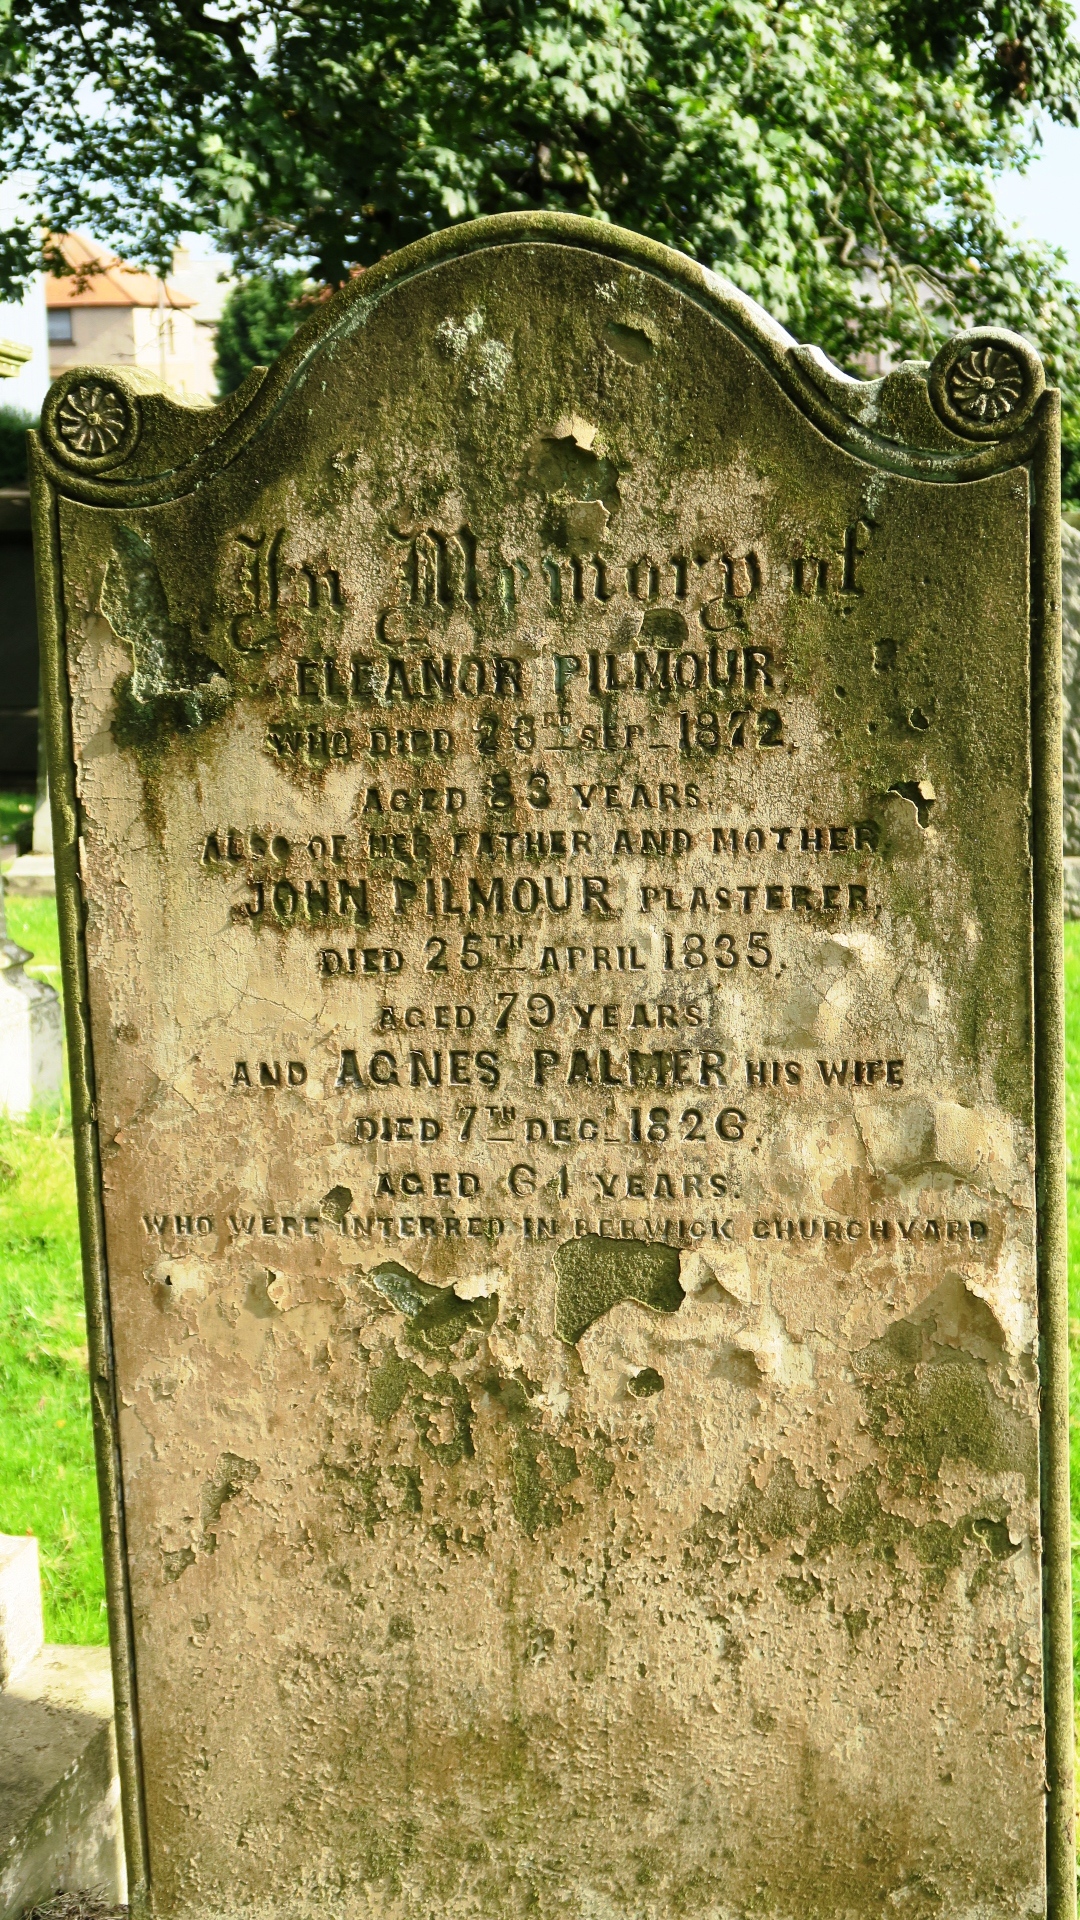 In Memory of
ELEANOR PILMOUR,
WHO DIED 23RD SEP. 1872,
AGED 83 YEARS.
ALSO OF HER FATHER AND MOTHER
JOHN PILMOUR PLASTERER,
DIED 25TH APRIL 1835,
AGED 79 YEARS
AND AGNES PALMER HIS WIFE
DIED 7TH DEC. 1826,
AGED 64 YEARS.
WHO WERE INTERRED IN BERWICK CHURCHYARD